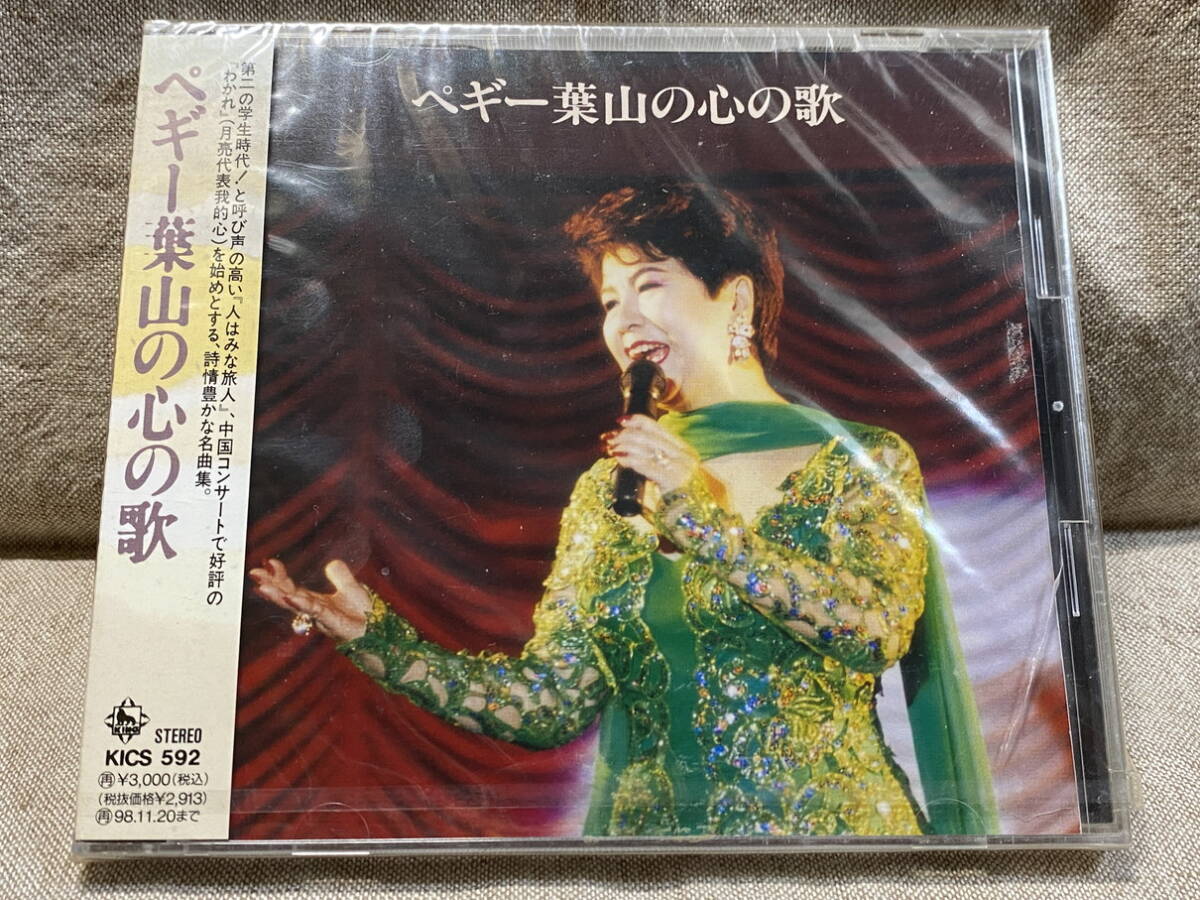 ペギー葉山の心の歌
ペギー葉山の心の歌
第二の学生時代!と呼び声の高い『人はみな旅人』、中国コンサートで好評の
『わかれ』(月亮代表我的心)を始めとする、詩情豊かな名曲集。
KING
STEREO
KICS 592
再¥3,000(税込)
(税抜価格¥2,913)
再98.11.20まで